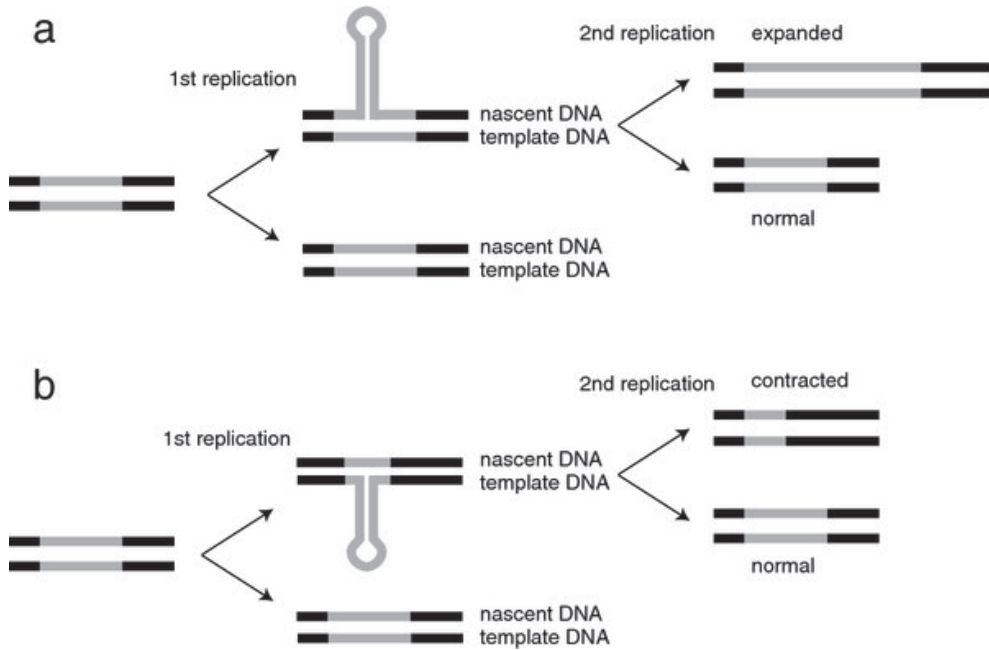 a
1st replication
nascent DNA
template DNA
nascent DNA
template DNA
2nd replication expanded
normal
b
1st replication
nascent DNA
template DNA
nascent DNA
template DNA
2nd replication contracted
normal